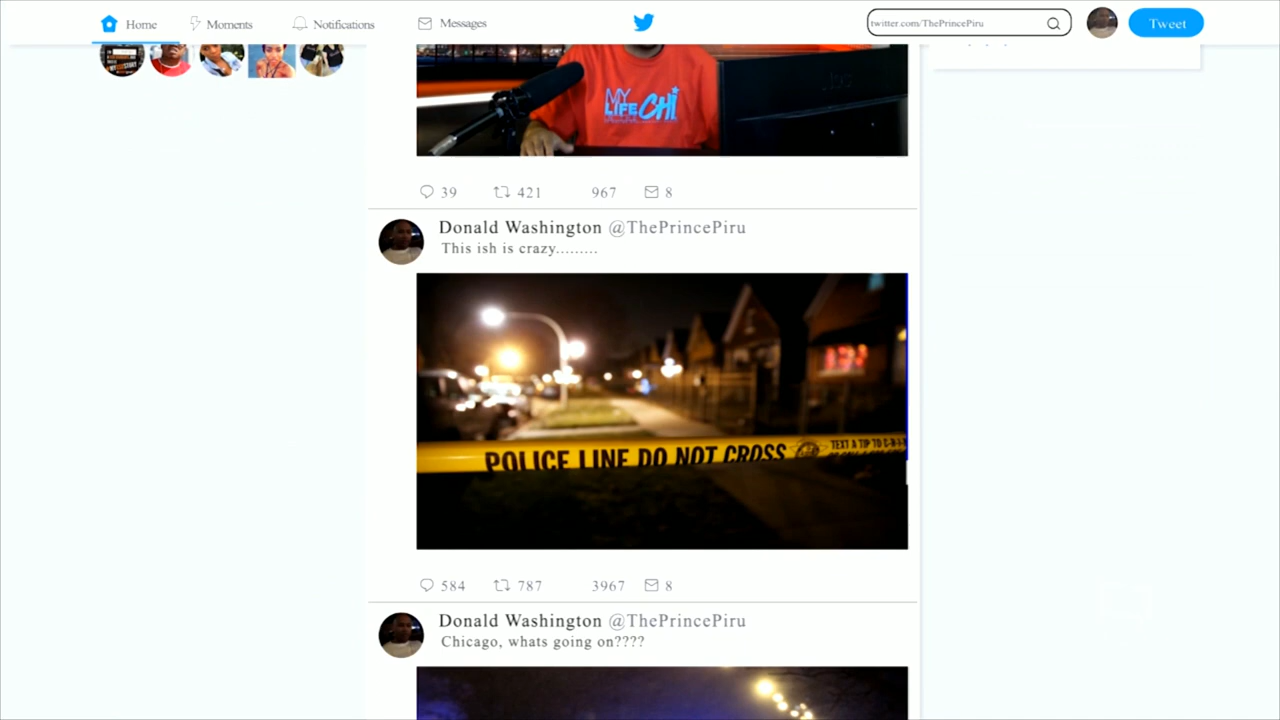 Home
Moments
Notifications
Messages
twitter.com/ThePrincePiru
Tweet
MY
LIFE CHI
39
421
967
8
Donald Washington @ThePrincePiru
This ish is crazy.........
POLICE LINE DO NOT CROSS
TEXT A TIP TO C-R-I-
584
787
3967
8
Donald Washington @ThePrincePiru
Chicago, whats going on????